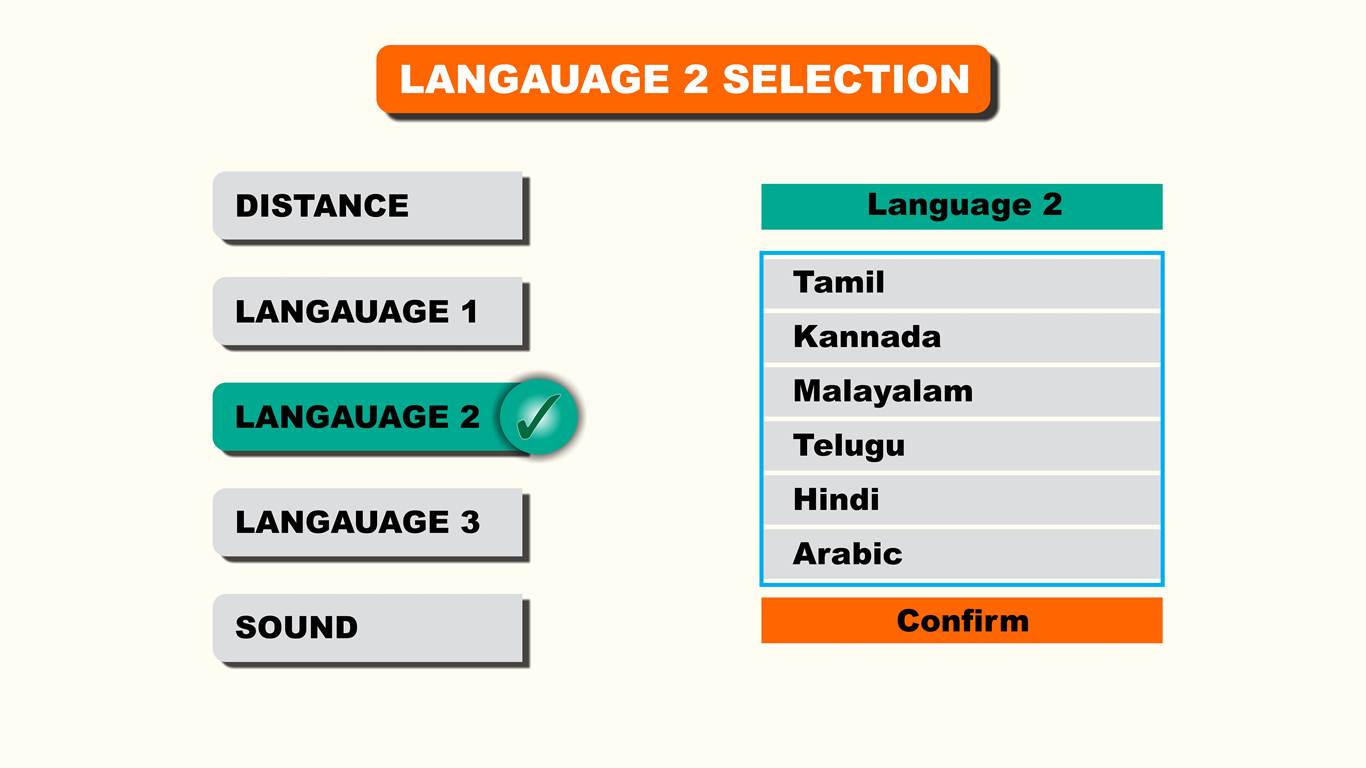 LANGAUAGE 2 SELECTION
DISTANCE
LANGAUAGE 1
LANGAUAGE 2
LANGAUAGE 3
SOUND
Language 2
Tamil
Kannada
Malayalam
Telugu
Hindi
Arabic
Confirm